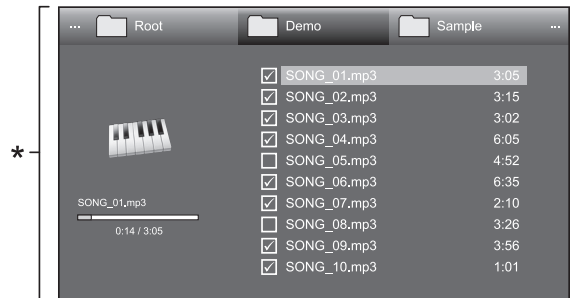 ... Root Demo Sample ...
SONG_01.mp3 3:05
SONG_02.mp3 3:15
SONG_03.mp3 3:02
SONG_04.mp3 6:05
SONG_05.mp3 4:52
SONG_06.mp3 6:35
SONG_07.mp3 2:10
SONG_08.mp3 3:26
SONG_09.mp3 3:56
SONG_10.mp3 1:01
*
SONG_01.mp3
0:14 / 3:05